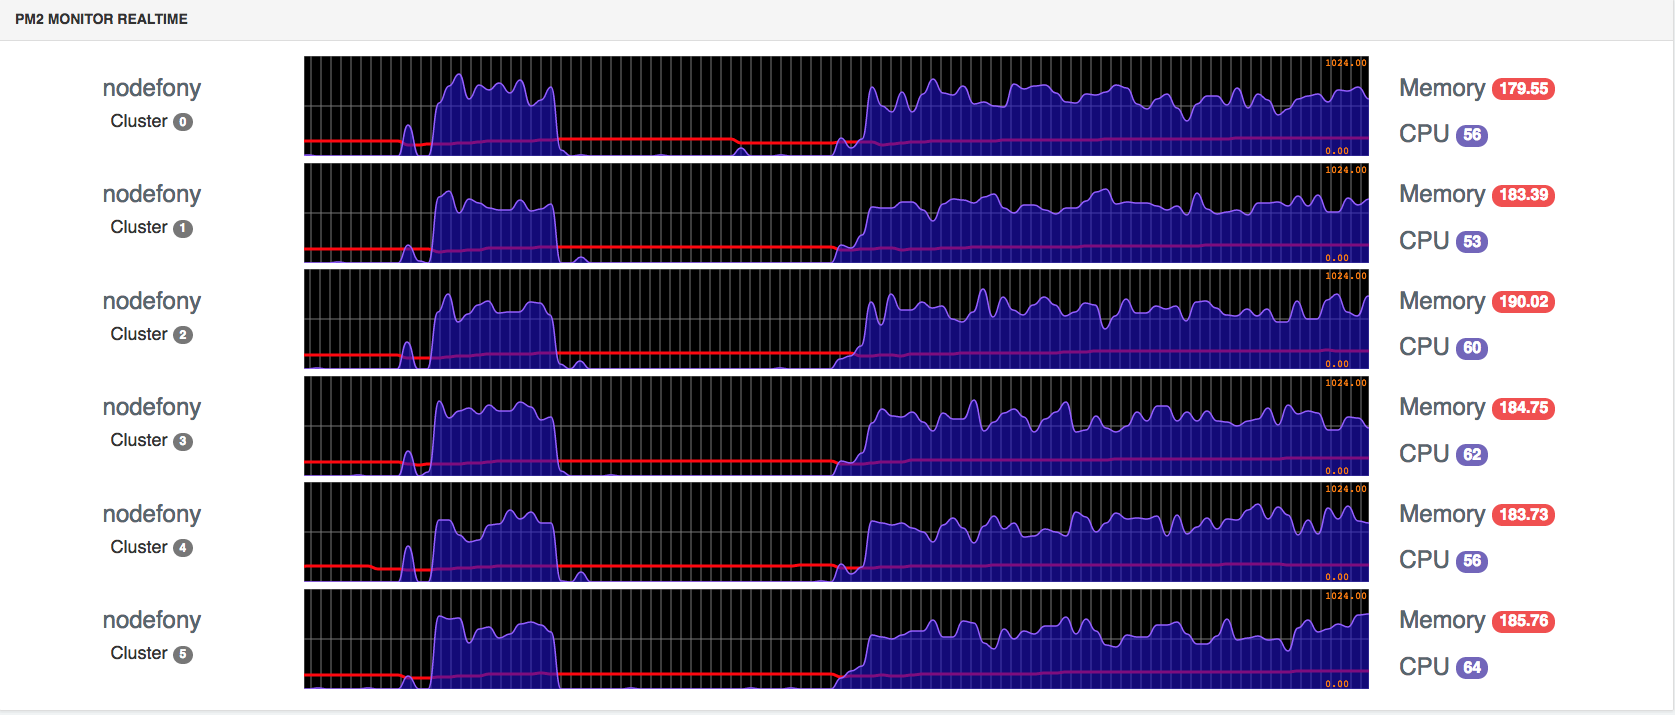 PM2 MONITOR REALTIME
nodefony
Cluster 0
1024.00
0.00
Memory 179.55
CPU 56
nodefony
Cluster 1
1024.00
0.00
Memory 183.39
CPU 53
nodefony
Cluster 2
1024.00
0.00
Memory 190.02
CPU 60
nodefony
Cluster 3
1024.00
0.00
Memory 184.75
CPU 62
nodefony
Cluster 4
1024.00
0.00
Memory 183.73
CPU 56
nodefony
Cluster 5
1024.00
0.00
Memory 185.76
CPU 64